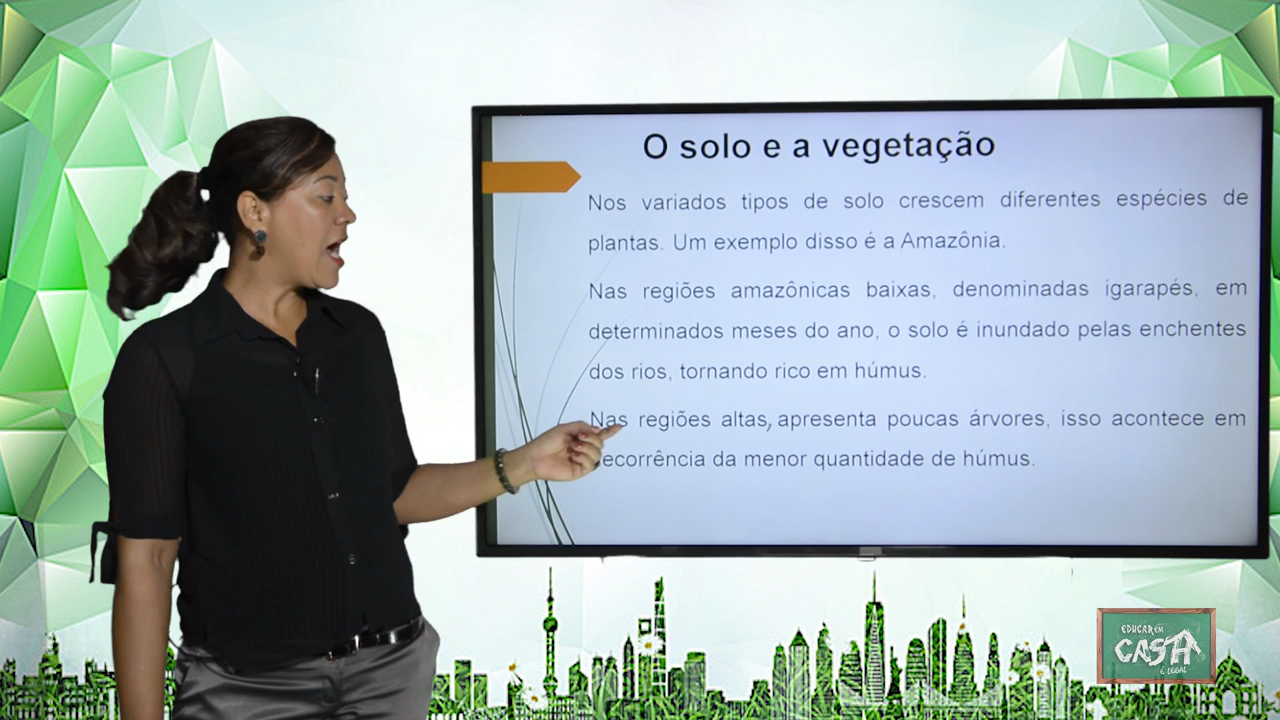 O solo e a vegetação
Nos variados tipos de solo crescem diferentes espécies de
plantas. Um exemplo disso é a Amazônia.
Nas regiões amazônicas baixas, denominadas igarapés, em
determinados meses do ano, o solo é inundado pelas enchentes
dos rios, tornando rico em húmus.
Nas regiões altas, apresenta poucas árvores, isso acontece em
ecorrência da menor quantidade de húmus.
EDUCAR EM
CASA
É LEGAL